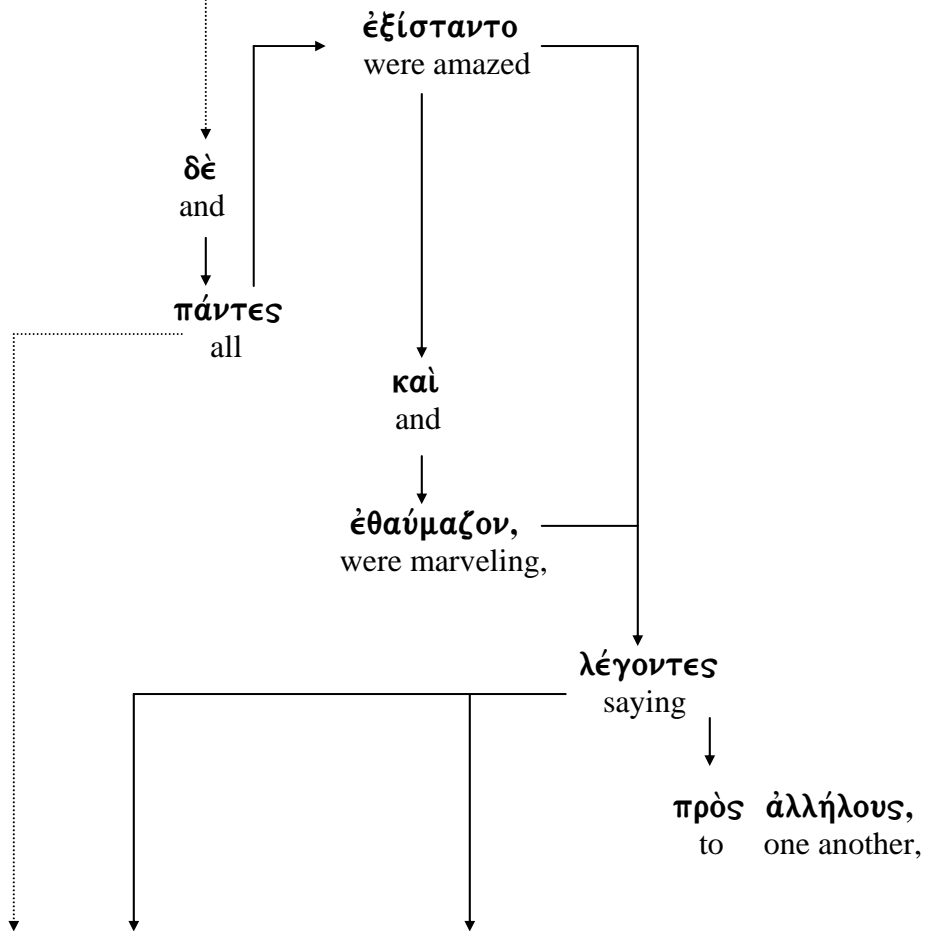 ἐξίσταντο
were amazed
δὲ
and
πάντες
all
καὶ
and
ἐθαύμαζον,
were marveling,
λέγοντες
saying
πρὸς ἀλλήλους,
to one another,